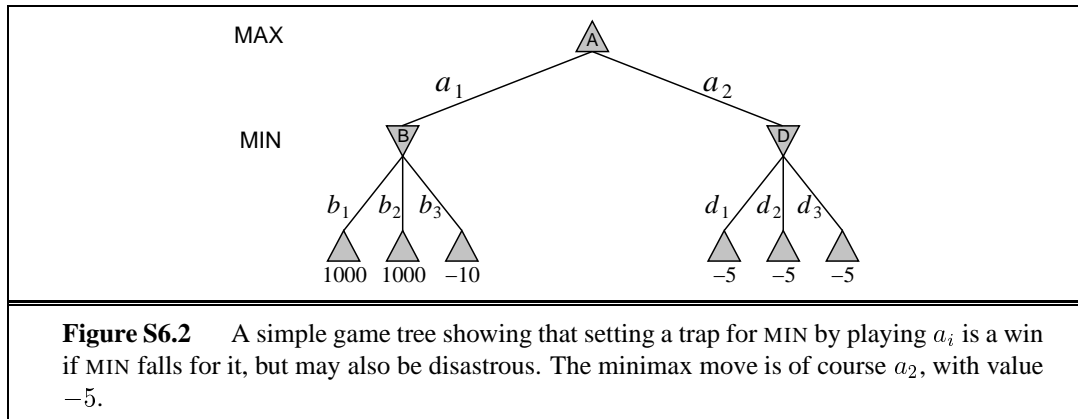 MAX
A
a1 a2
MIN
B D
b1 b2 b3 d1 d2 d3
1000 1000 −10 −5 −5 −5
Figure S6.2 A simple game tree showing that setting a trap for MIN by playing ai is a win
if MIN falls for it, but may also be disastrous. The minimax move is of course a2, with value
−5.